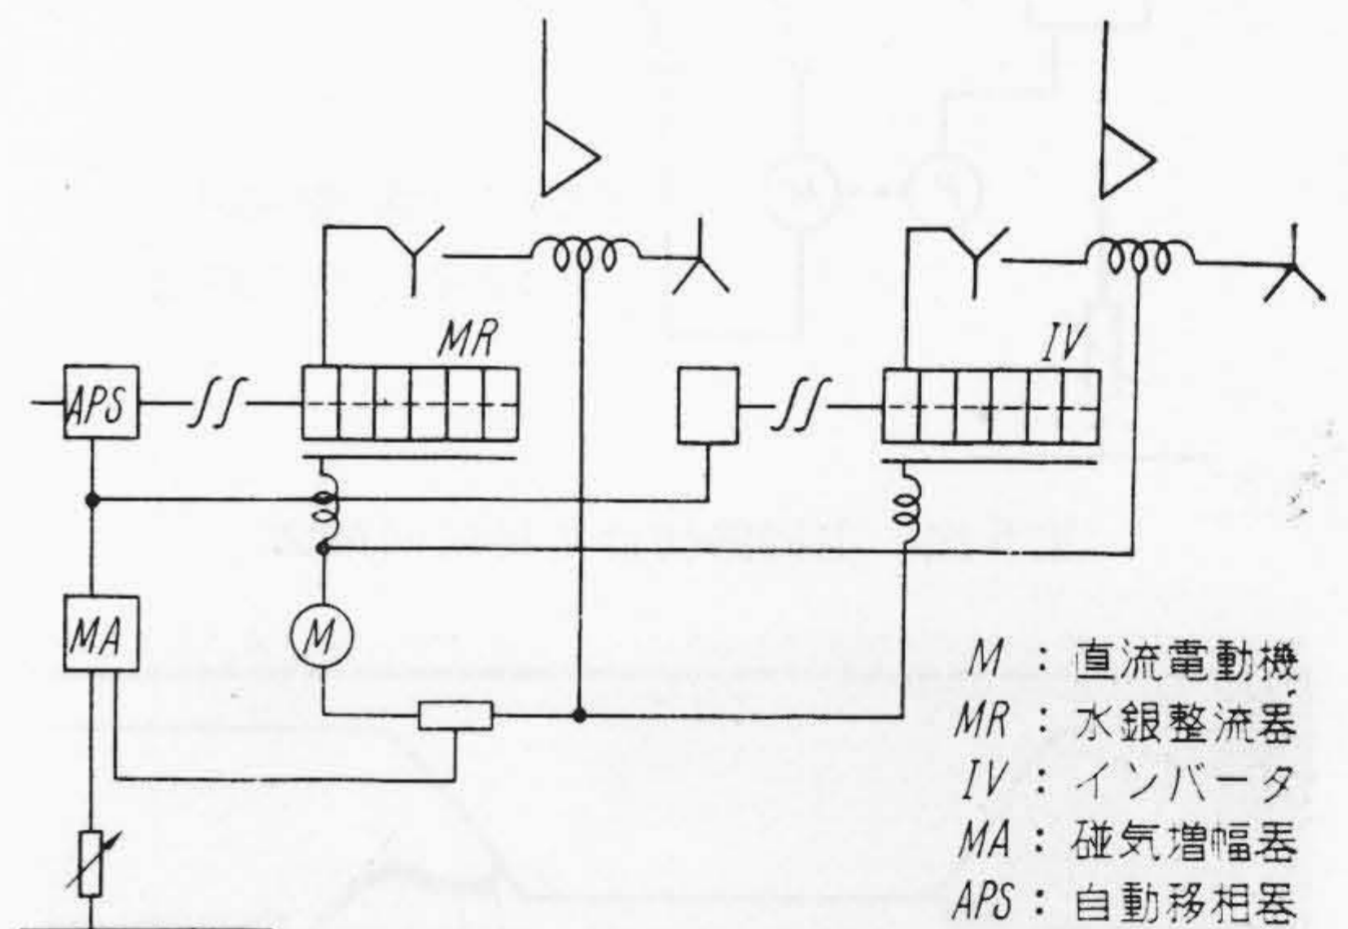 MR
IV
APS
MA
M
M : 直流電動機
MR : 水銀整流器
IV : インバータ
MA : 磁気増幅器
APS : 自動移相器